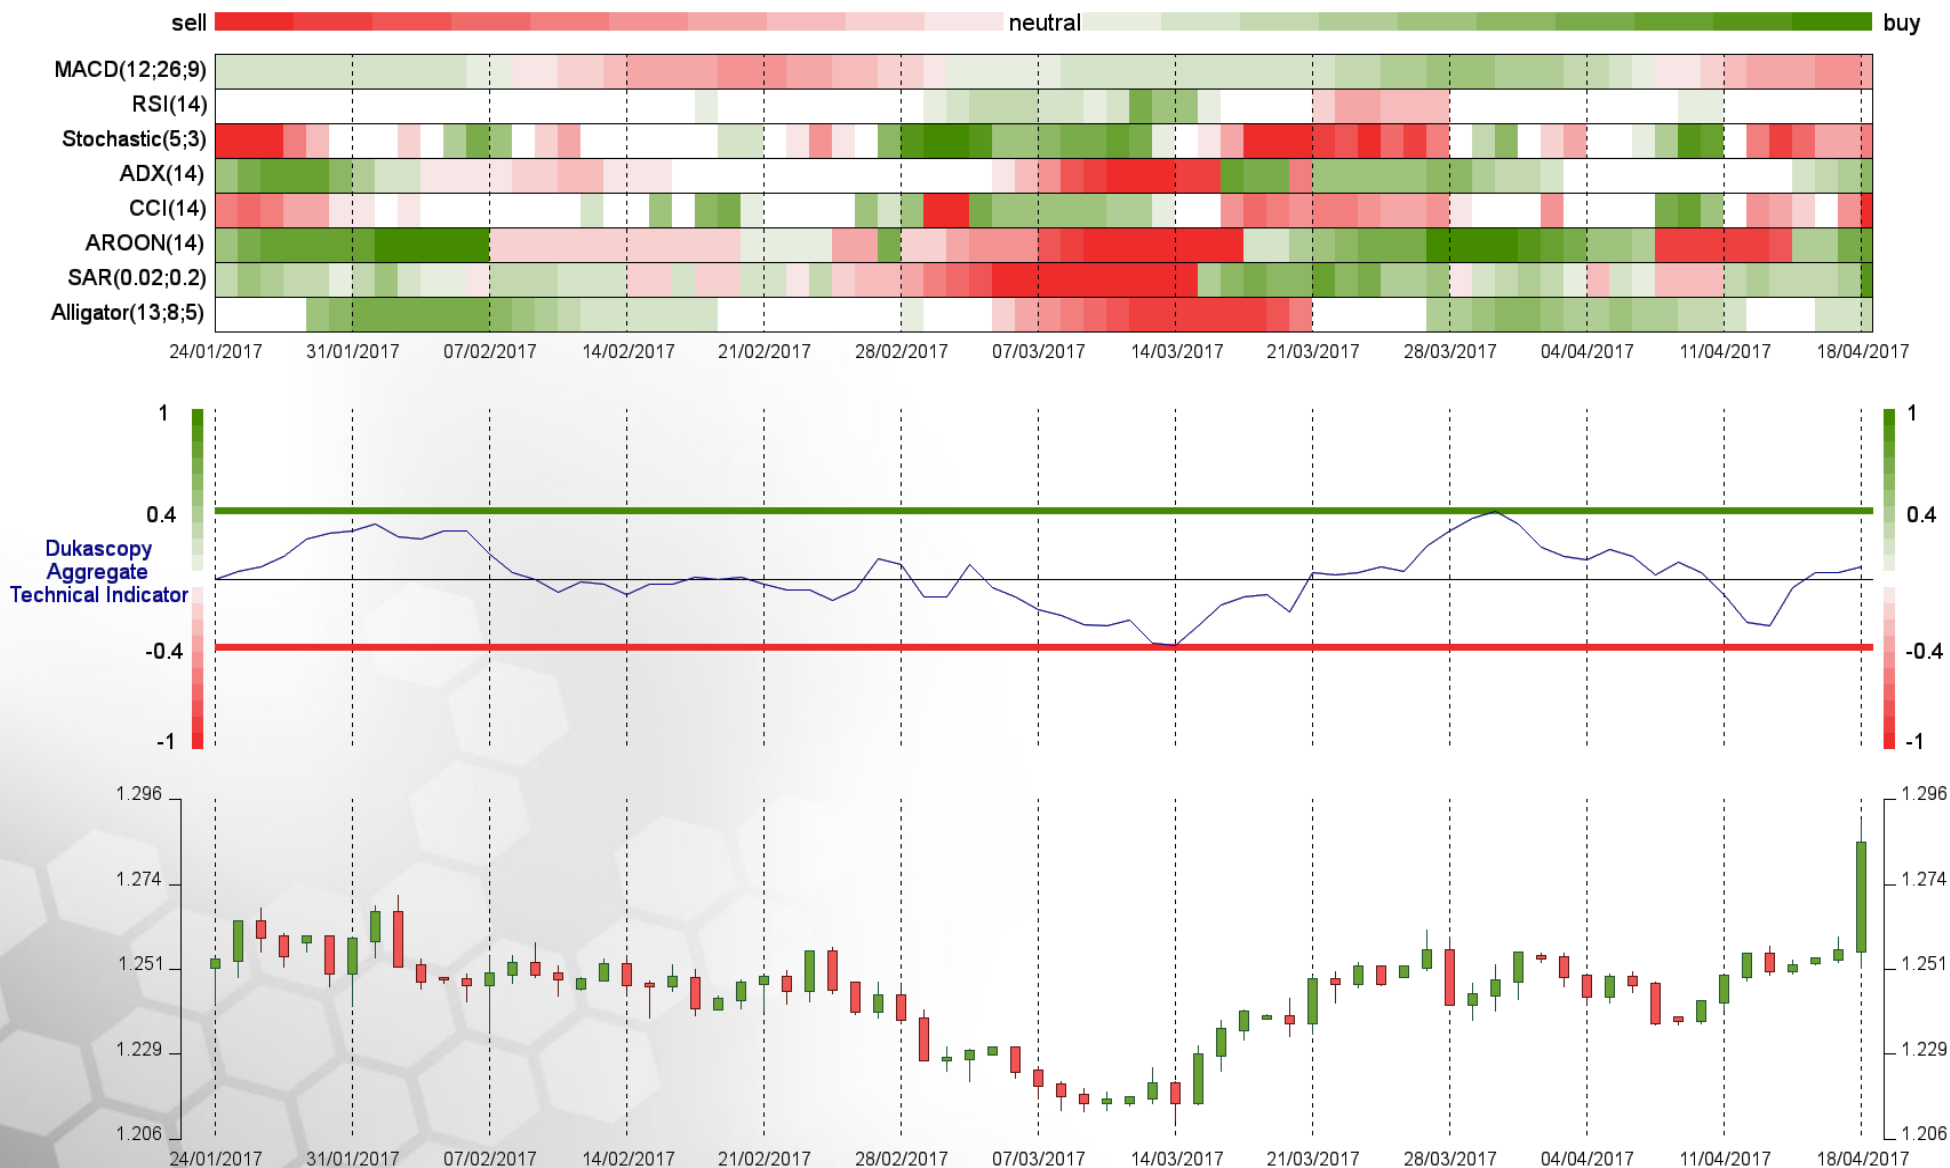 sell neutral buy
MACD(12;26;9)
RSI(14)
Stochastic(5;3)
ADX(14)
CCI(14)
AROON(14)
SAR(0.02;0.2)
Alligator(13;8;5)
24/01/2017 31/01/2017 07/02/2017 14/02/2017 21/02/2017 28/02/2017 07/03/2017 14/03/2017 21/03/2017 28/03/2017 04/04/2017 11/04/2017 18/04/2017
1 1
0.4 0.4
Dukascopy
Aggregate
Technical Indicator
-0.4 -0.4
-1 -1
1.296 1.296
1.274 1.274
1.251 1.251
1.229 1.229
1.206 1.206
24/01/2017 31/01/2017 07/02/2017 14/02/2017 21/02/2017 28/02/2017 07/03/2017 14/03/2017 21/03/2017 28/03/2017 04/04/2017 11/04/2017 18/04/2017